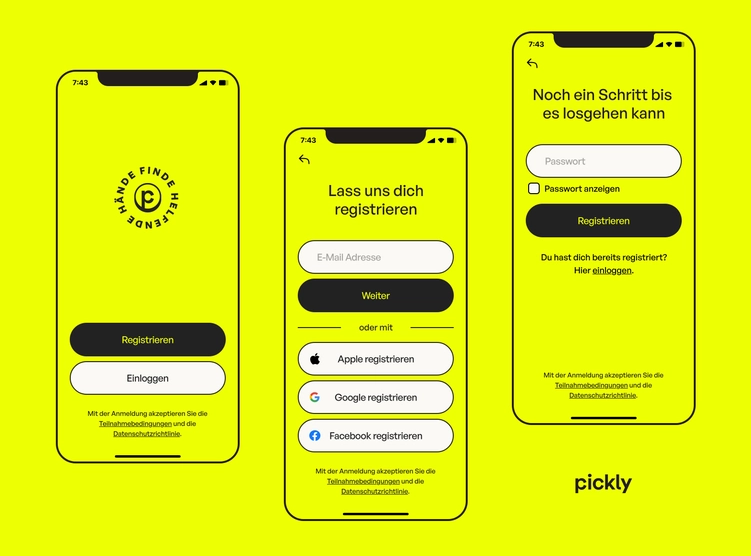 7:43
FINDE HELFENDE HÄNDE
Registrieren
Einloggen
Mit der Anmeldung akzeptieren Sie die
Teilnahmebedingungen und die
Datenschutzrichtlinie.
7:43
Lass uns dich
registrieren
E-Mail Adresse
Weiter
oder mit
Apple registrieren
Google registrieren
Facebook registrieren
Mit der Anmeldung akzeptieren Sie die
Teilnahmebedingungen und die
Datenschutzrichtlinie.
7:43
Noch ein Schritt bis
es losgehen kann
Passwort
Passwort anzeigen
Registrieren
Du hast dich bereits registriert?
Hier einloggen.
Mit der Anmeldung akzeptieren Sie die
Teilnahmebedingungen und die
Datenschutzrichtlinie.
pickly